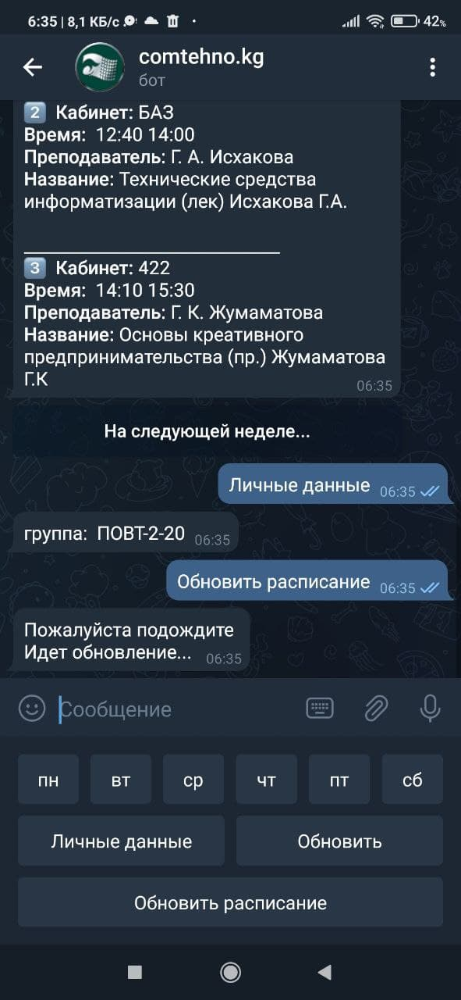 6:35 | 8,1 КБ/с
42%
comtehno.kg
бот
2 Кабинет: БАЗ
Время: 12:40 14:00
Преподаватель: Г. А. Исхакова
Название: Технические средства
информатизации (лек) Исхакова Г.А.
3 Кабинет: 422
Время: 14:10 15:30
Преподаватель: Г. К. Жумаматова
Название: Основы креативного
предпринимательства (пр.) Жумаматова
Г.К
06:35
На следующей неделе...
Личные данные 06:35
группа: ПОВТ-2-20 06:35
Обновить расписание 06:35
Пожалуйста подождите
Идет обновление... 06:35
Сообщение
пн вт ср чт пт сб
Личные данные Обновить
Обновить расписание